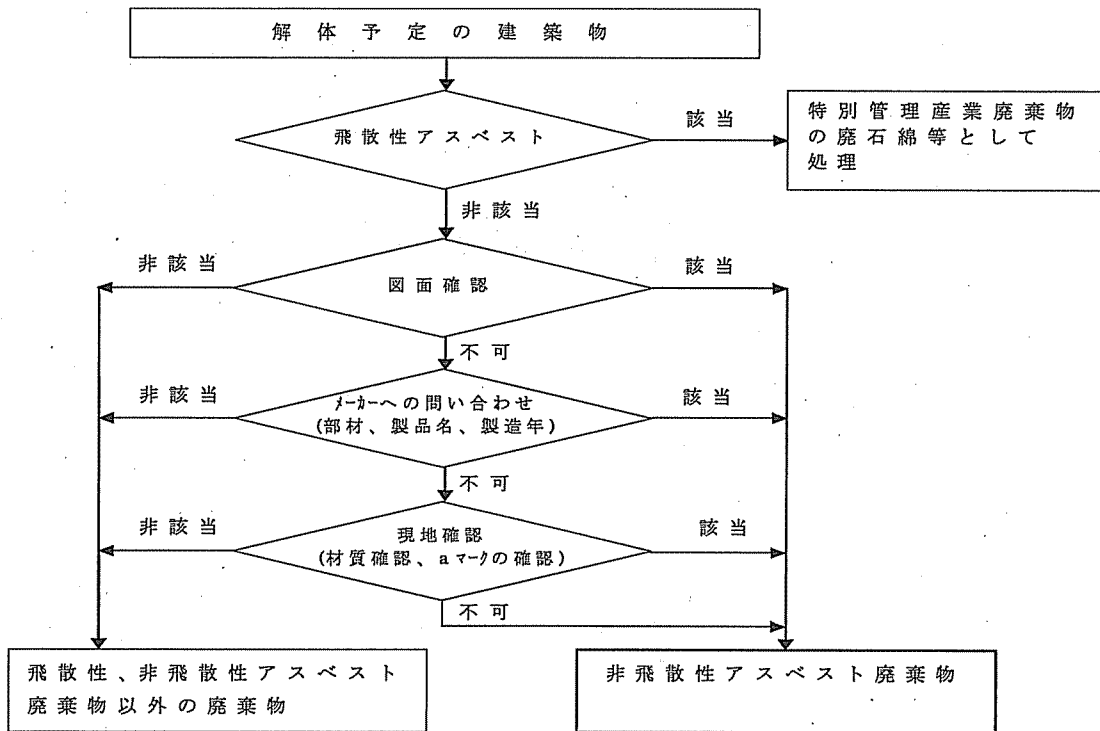 解体予定の建築物
飛散性アスベスト
該当
特別管理産業廃棄物
の廃石綿等として
処理
非該当
非該当
図面確認
該当
不可
非該当
ﾒｰｶｰへの問い合わせ
(部材、製品名、製造年)
該当
不可
非該当
現地確認
(材質確認、aﾏｰｸの確認)
該当
不可
飛散性、非飛散性アスベスト
廃棄物以外の廃棄物
非飛散性アスベスト廃棄物